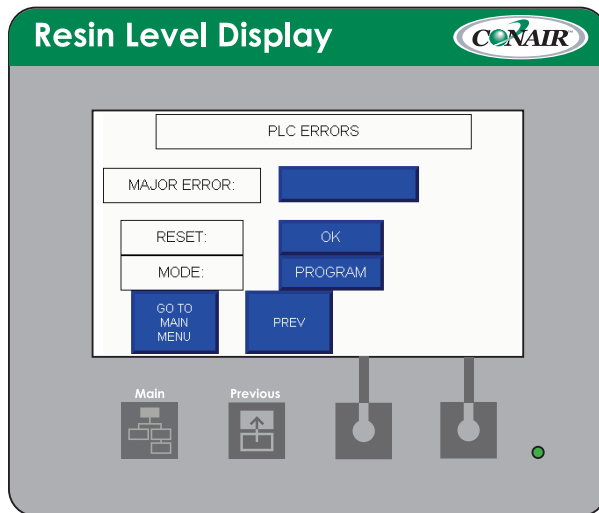 Resin Level Display
CONAIR
PLC ERRORS
MAJOR ERROR:
RESET: OK
MODE: PROGRAM
GO TO
MAIN
MENU
PREV
Main Previous